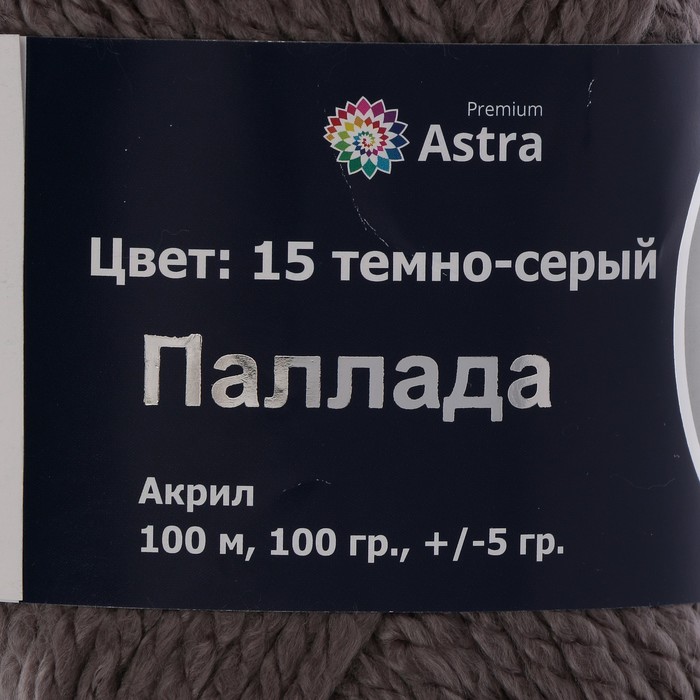 Premium
Astra
Цвет: 15 темно-серый
Паллада
Акрил
100 м, 100 гр., +/-5 гр.